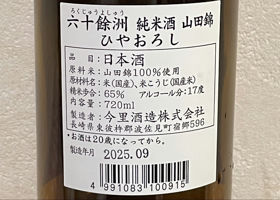 ろくじゅうよしゅう
六十餘洲 純米酒 山田錦
ひやおろし
品目:日本酒
原料米:山田錦100%使用
原材料名:米(国産)、米こうじ(国産米)
精米歩合:65% アルコール分:17度
内容量:720ml
製造者:今里酒造株式会社
長崎県東彼杵郡波佐見町宿郷596
・お酒は20歳になってから。
製造年月 2025.09
4991083100915